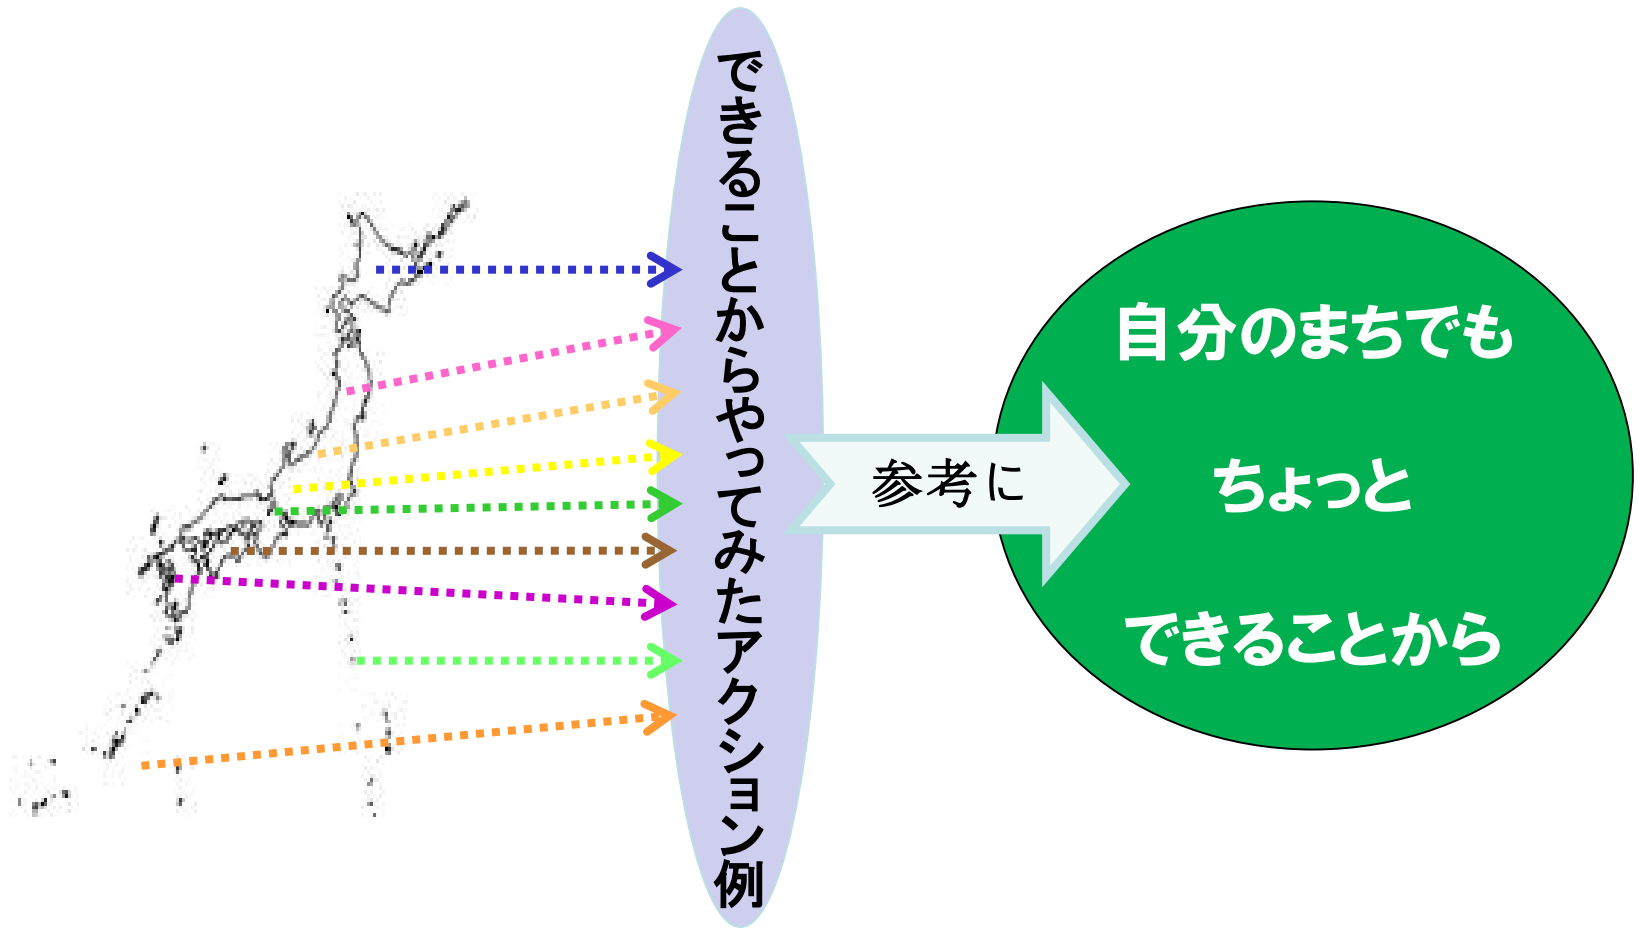 できることからやってみたアクション例
参考に
自分のまちでも
ちょっと
できることから